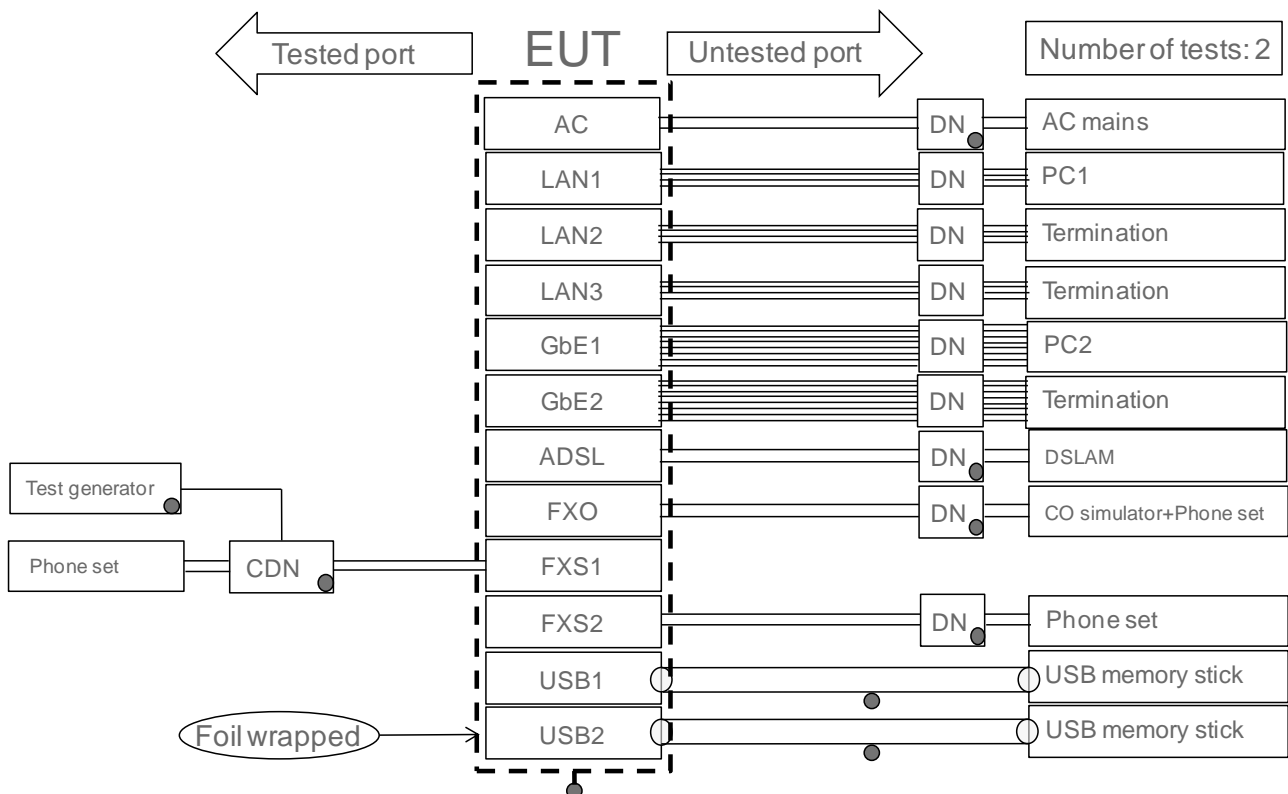 Tested port
EUT
Untested port
Number of tests: 2
AC
DN
AC mains
LAN1
DN
PC1
LAN2
DN
Termination
LAN3
DN
Termination
GbE1
DN
PC2
GbE2
DN
Termination
ADSL
DN
DSLAM
Test generator
FXO
DN
CO simulator+Phone set
Phone set
CDN
FXS1
FXS2
DN
Phone set
USB1
USB memory stick
Foil wrapped
USB2
USB memory stick